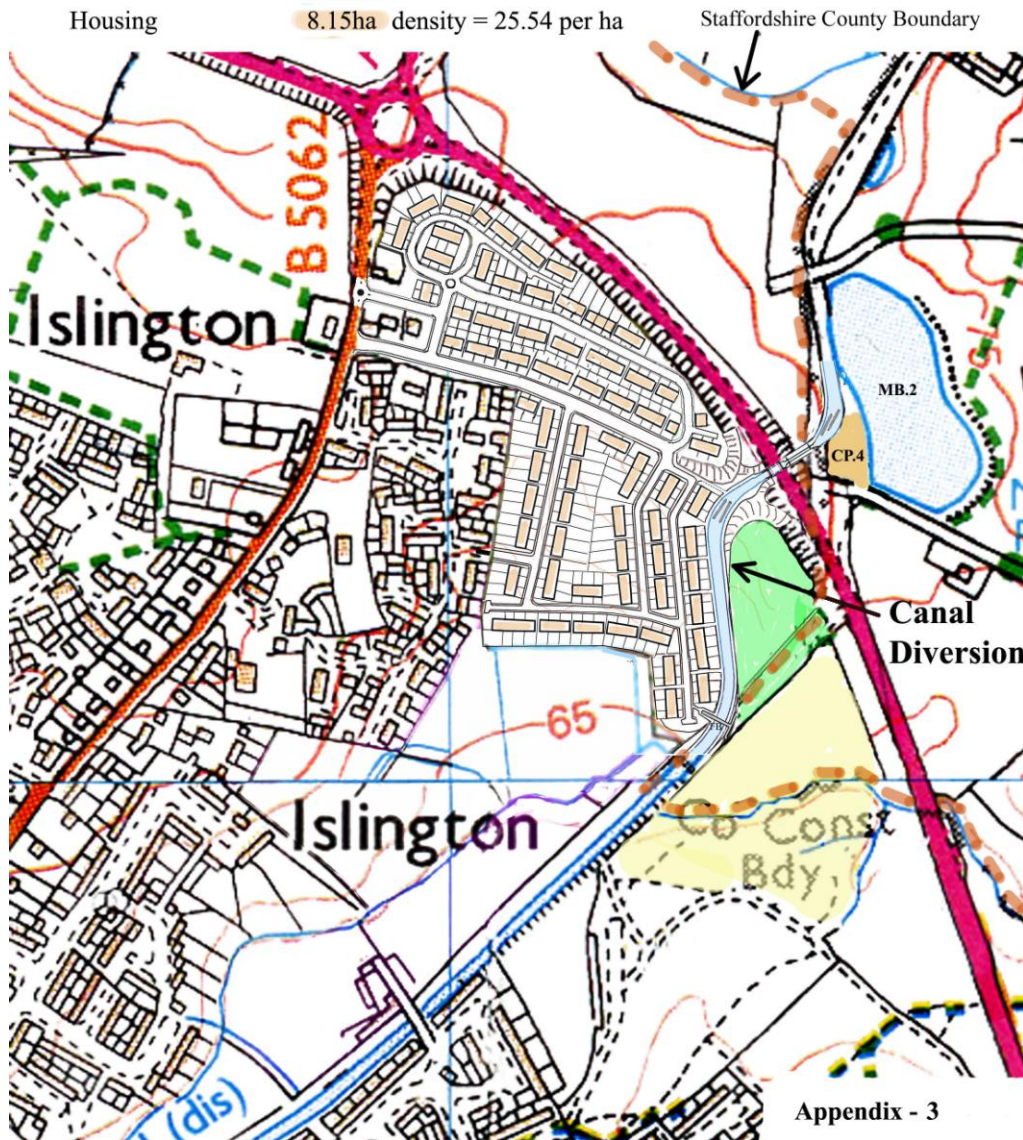 Housing 8.15ha density = 25.54 per ha Staffordshire County Boundary
B 5062
Islington
MB.2
CP.4
Canal
Diversion
65
Islington
Co Const
Bdy
(dis)
Appendix - 3